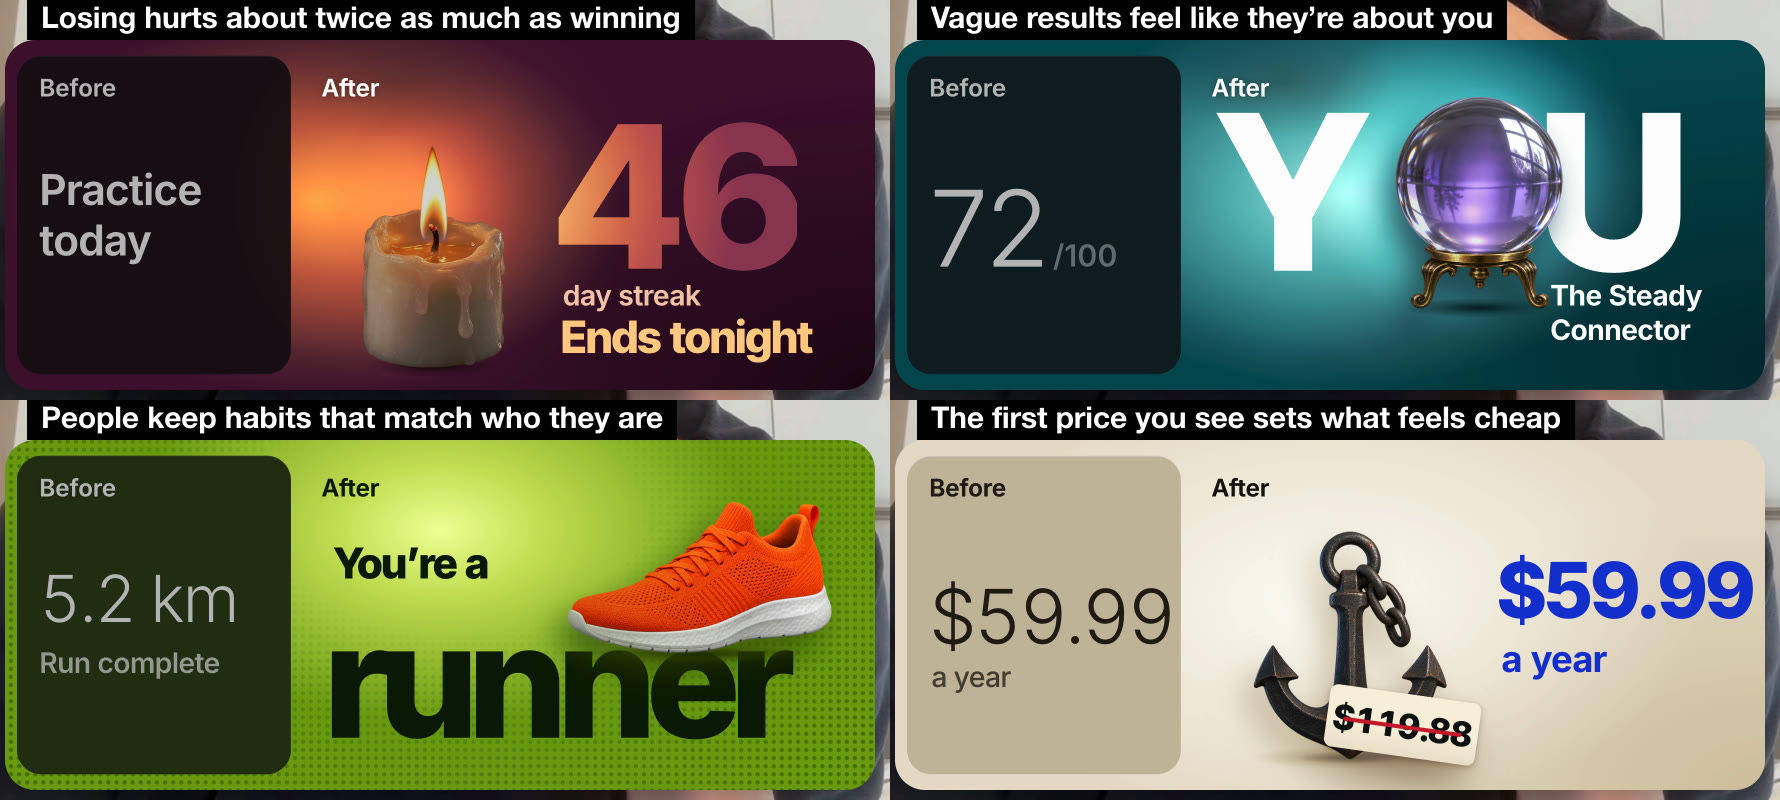 Losing hurts about twice as much as winning
Before
After
Practice
today
46
day streak
Ends tonight
Vague results feel like they’re about you
Before
After
72 /100
Y U
The Steady
Connector
People keep habits that match who they are
Before
After
5.2 km
Run complete
You’re a
runner
The first price you see sets what feels cheap
Before
After
$59.99
a year
$59.99
a year
$119.88